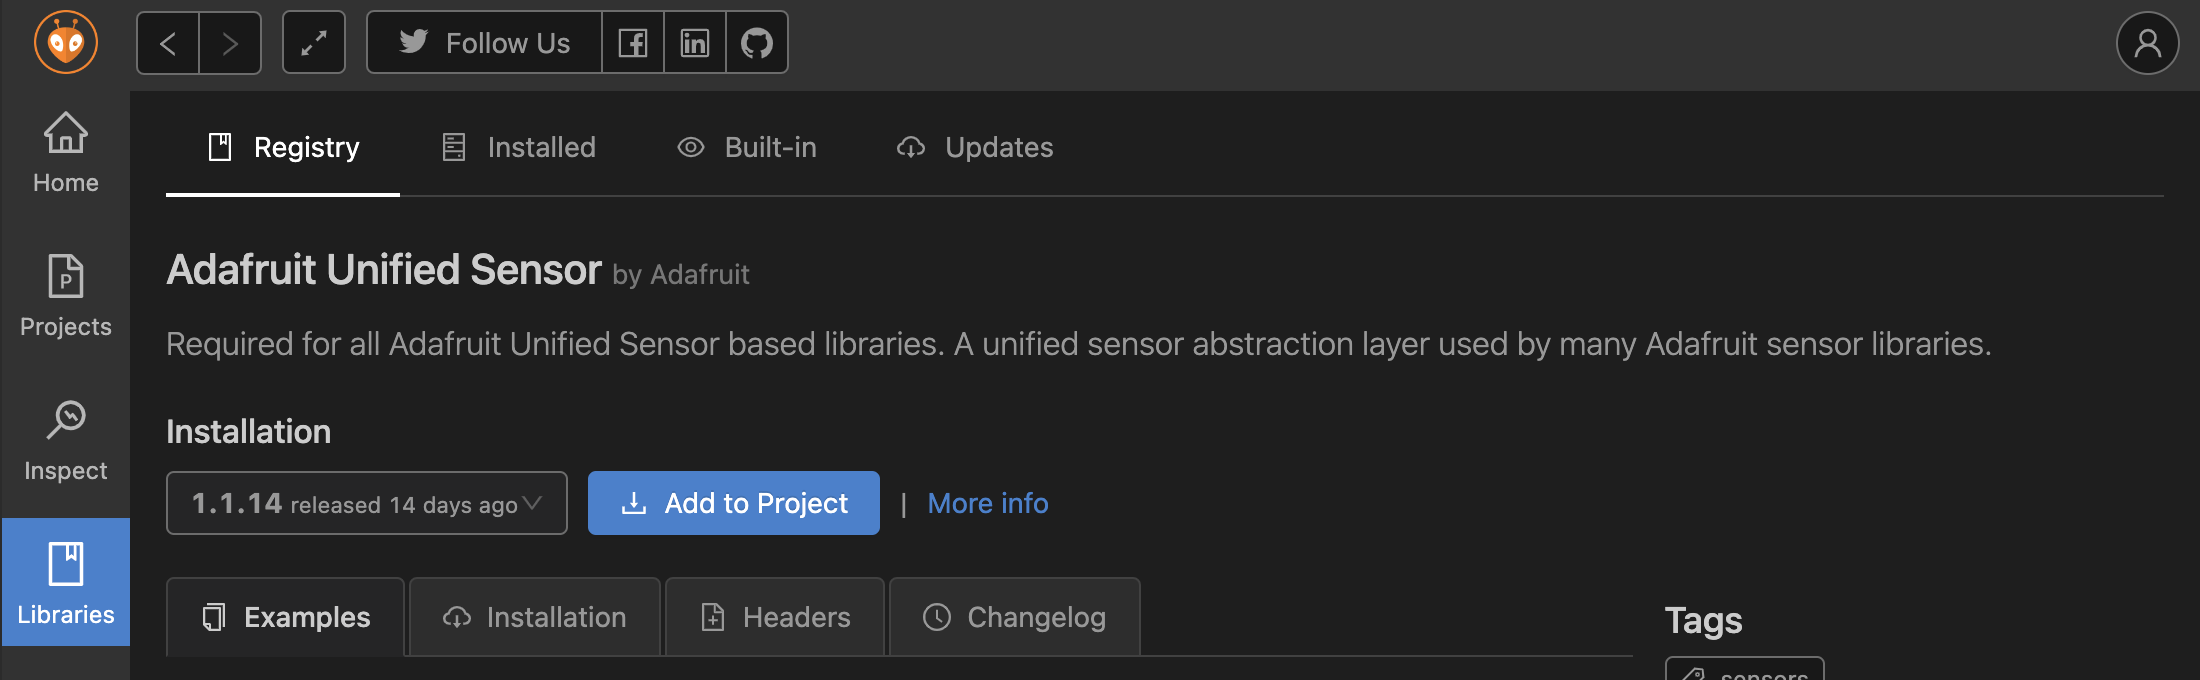 Follow Us
Home
Projects
Inspect
Libraries
Registry Installed Built-in Updates
Adafruit Unified Sensor by Adafruit
Required for all Adafruit Unified Sensor based libraries. A unified sensor abstraction layer used by many Adafruit sensor libraries.
Installation
1.1.14 released 14 days ago Add to Project | More info
Examples Installation Headers Changelog
Tags
sensors